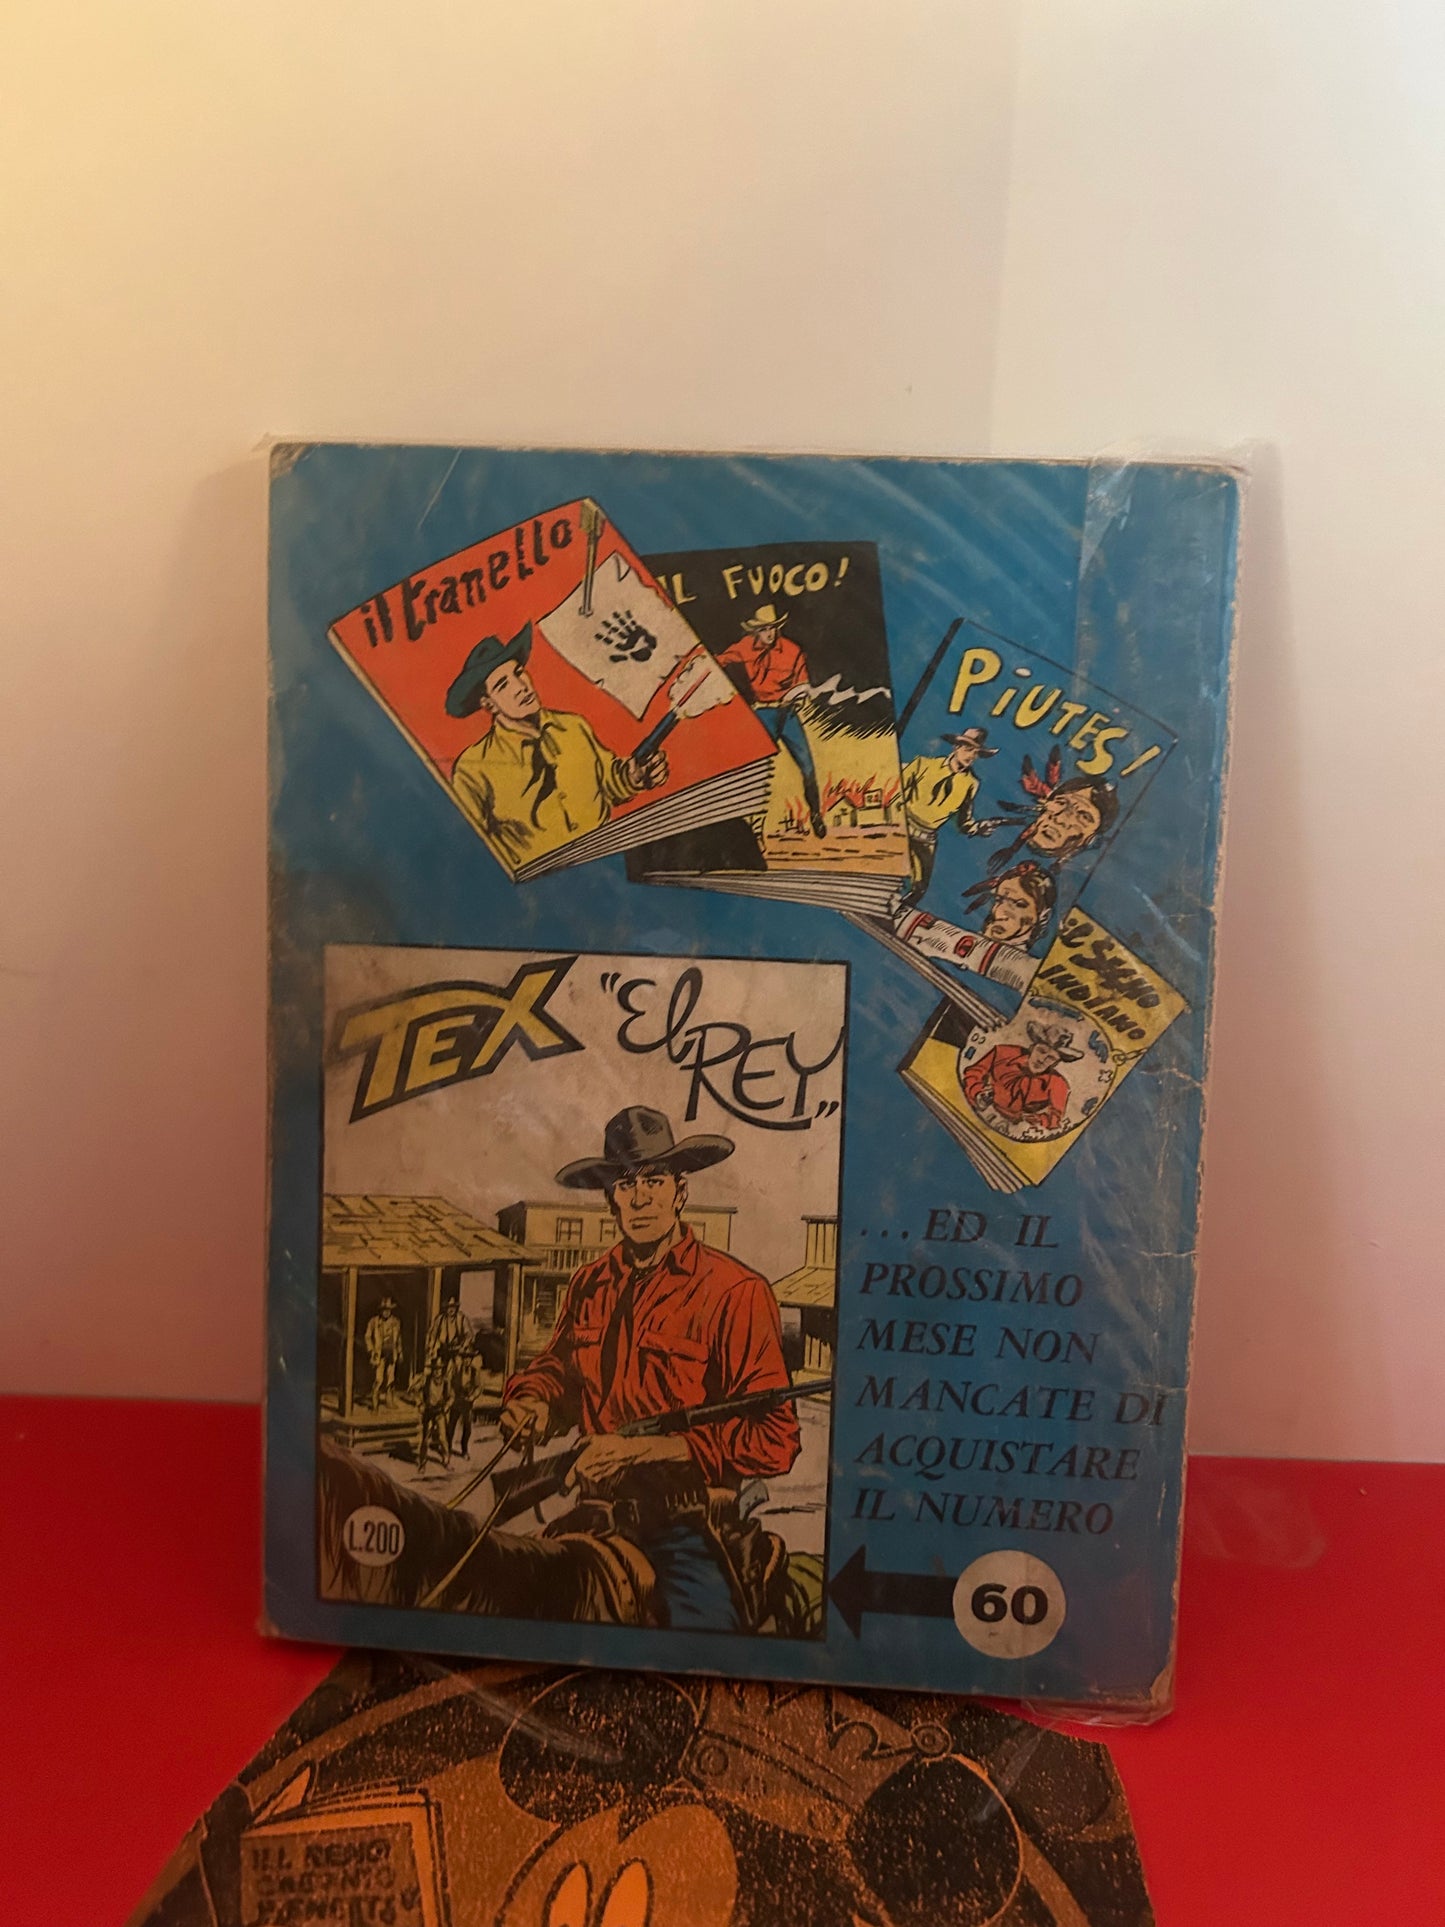 il tranello
IL FUOCO!
PIUTES!
il SEGNO
INDIANO
TEX "El REY"
...ED IL
PROSSIMO
MESE NON
MANCATE DI
ACQUISTARE
IL NUMERO
L.200
60